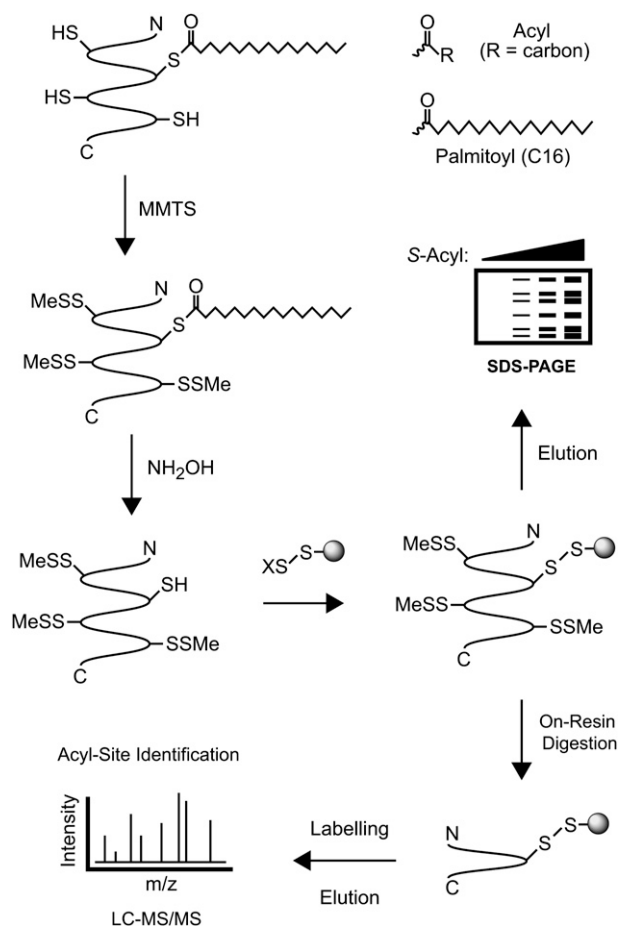 HS
N
S
O
HS
SH
C
O
R
Acyl
(R = carbon)
O
Palmitoyl (C16)
MMTS
MeSS
N
S
O
MeSS
SSMe
C
S-Acyl:
SDS-PAGE
NH2OH
Elution
MeSS
N
SH
MeSS
SSMe
C
XS
S
MeSS
N
S
S
MeSS
SSMe
C
On-Resin
Digestion
Acyl-Site Identification
Intensity
m/z
LC-MS/MS
Labelling
Elution
N
S
S
C